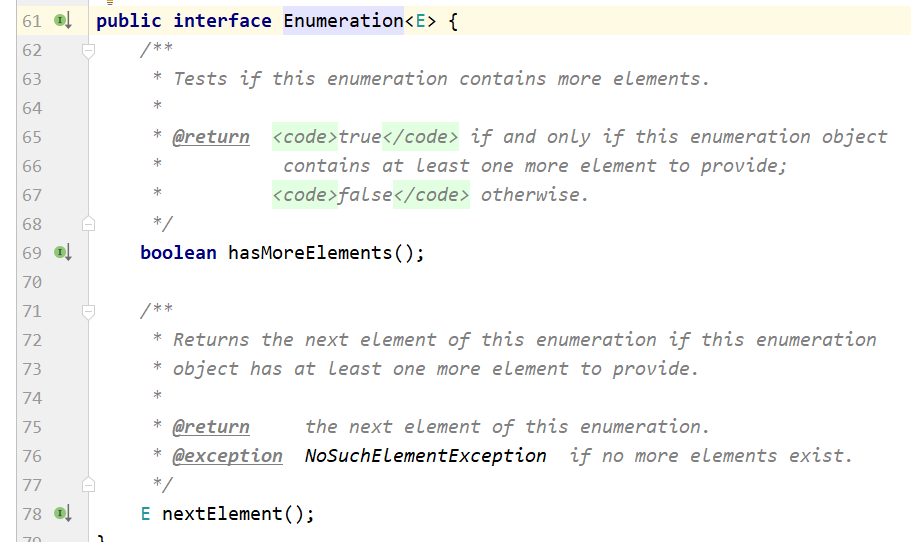 61 public interface Enumeration<E> {
62 /**
63 * Tests if this enumeration contains more elements.
64 *
65 * @return <code>true</code> if and only if this enumeration object
66 * contains at least one more element to provide;
67 * <code>false</code> otherwise.
68 */
69 boolean hasMoreElements();
70
71 /**
72 * Returns the next element of this enumeration if this enumeration
73 * object has at least one more element to provide.
74 *
75 * @return the next element of this enumeration.
76 * @exception NoSuchElementException if no more elements exist.
77 */
78 E nextElement();
79 }